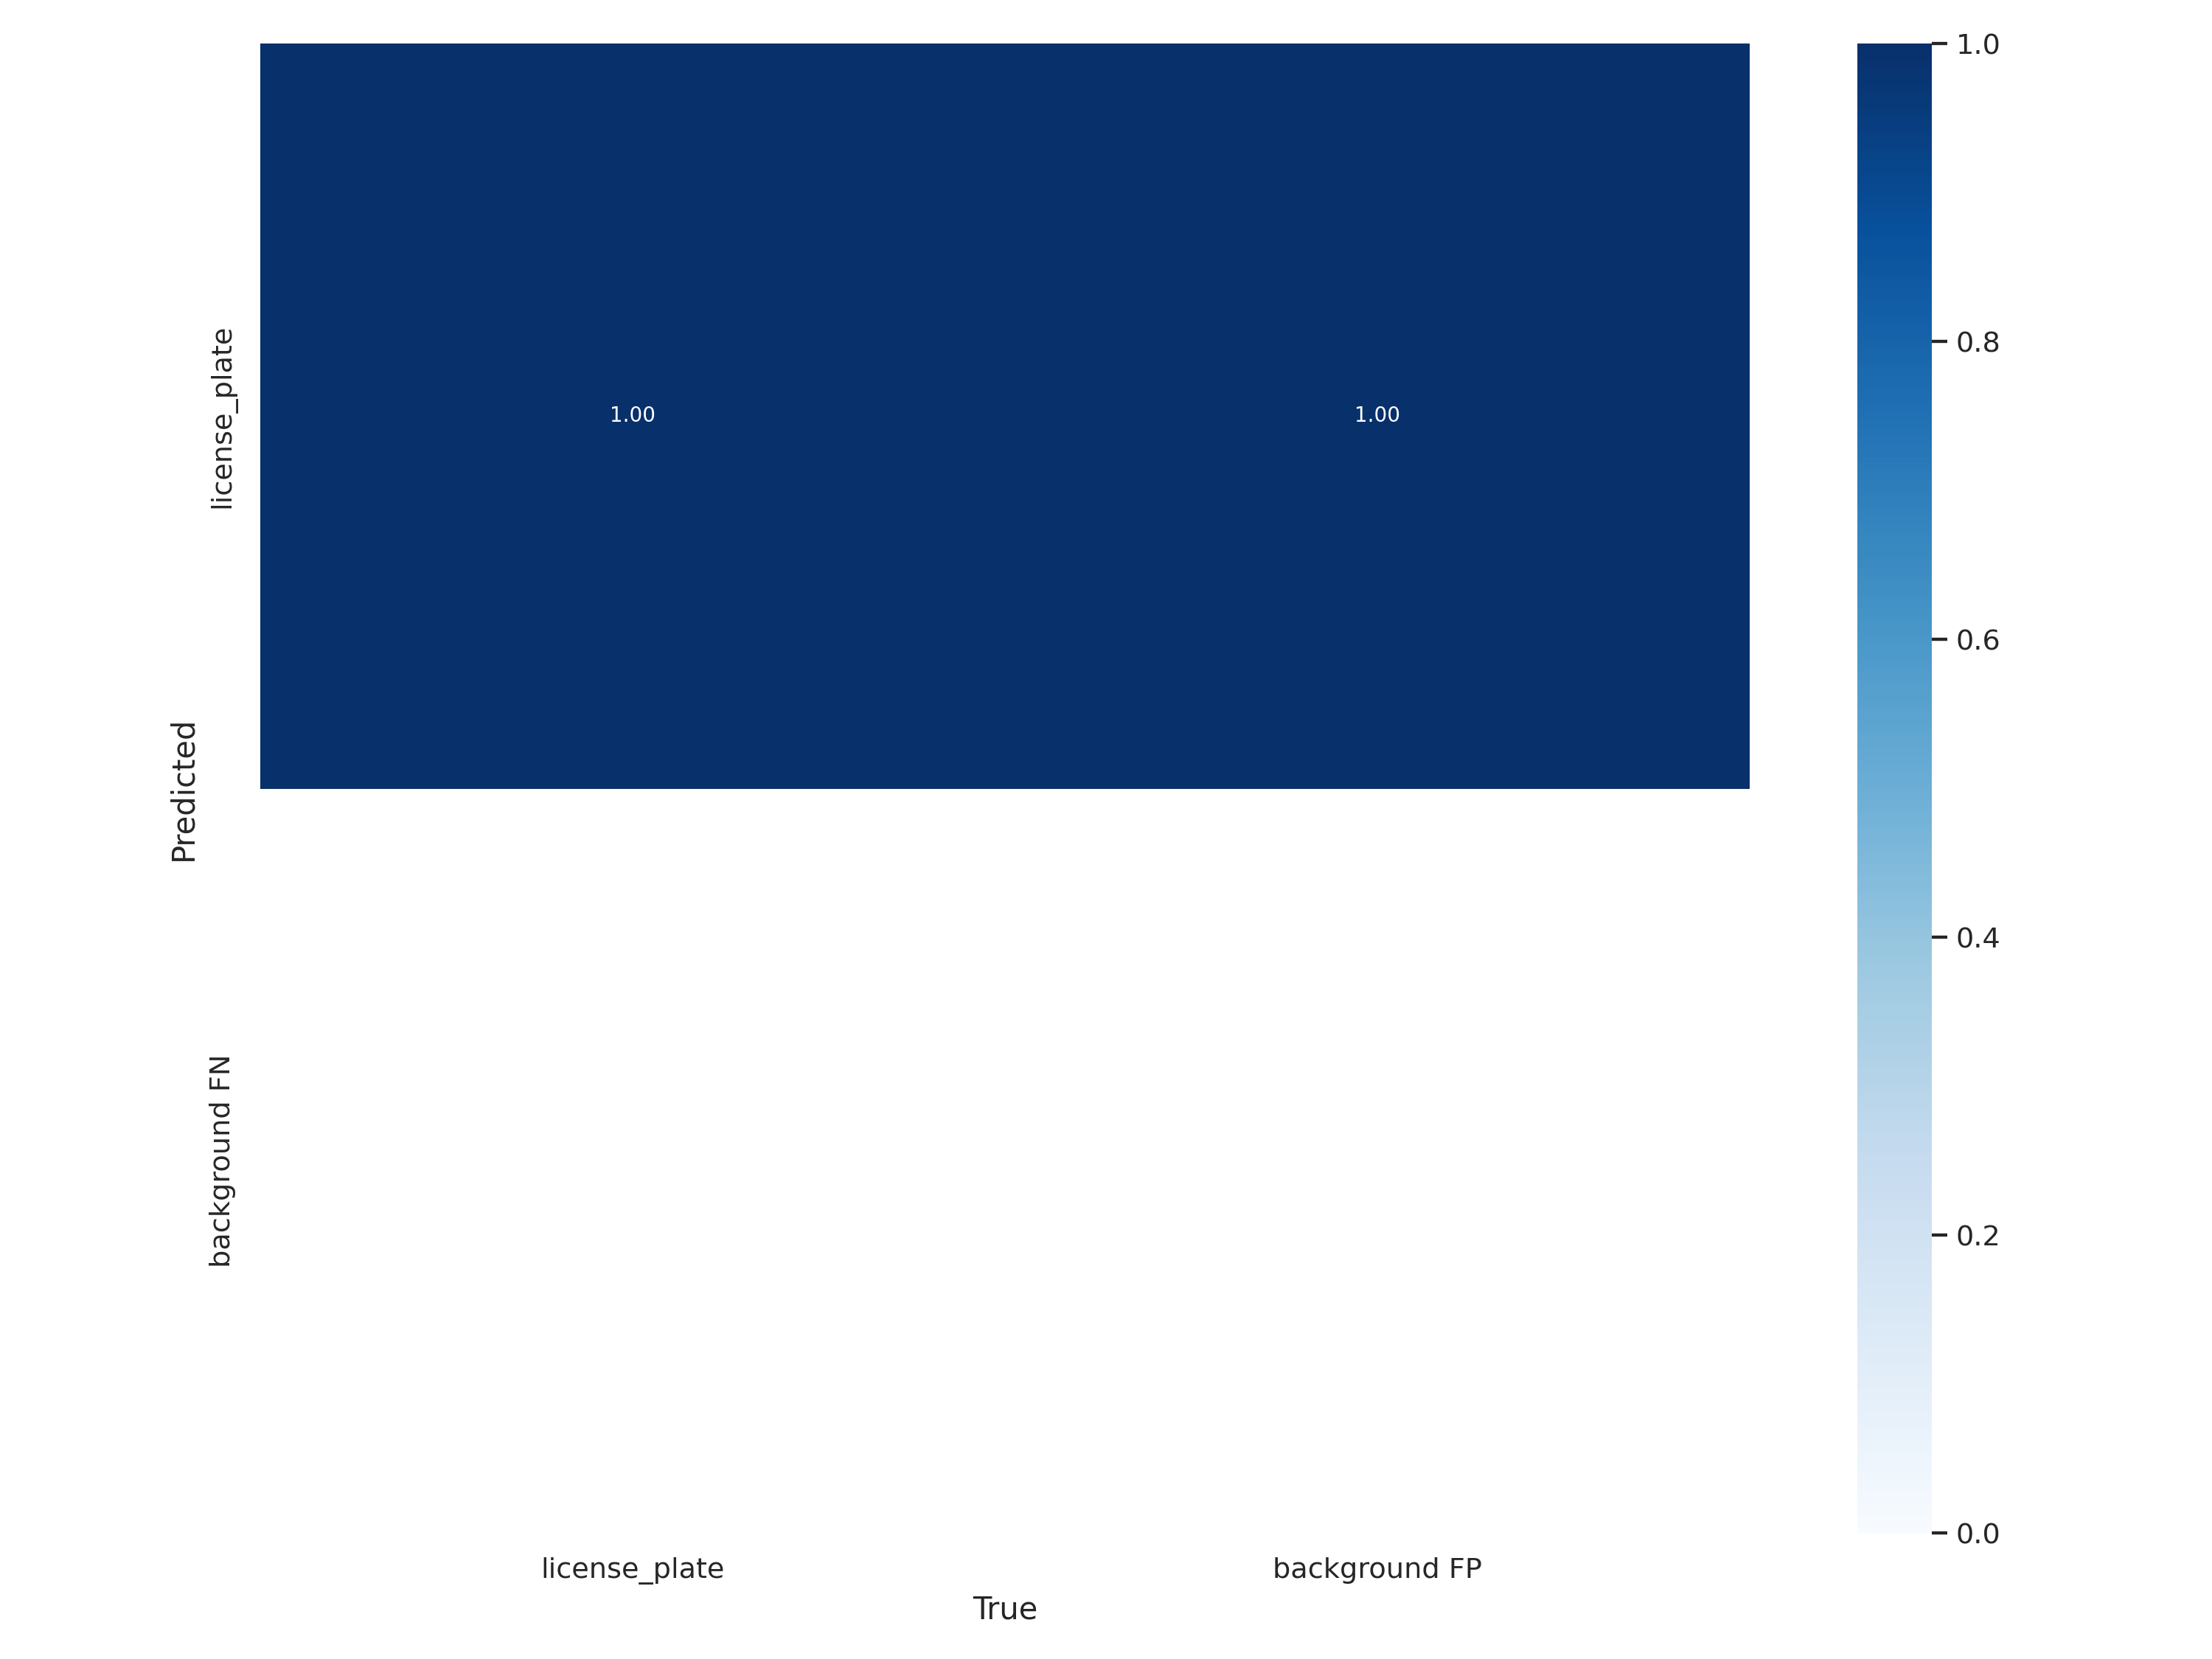 license_plate
Predicted
background FN
1.00
1.00
license_plate
background FP
True
1.0
0.8
0.6
0.4
0.2
0.0